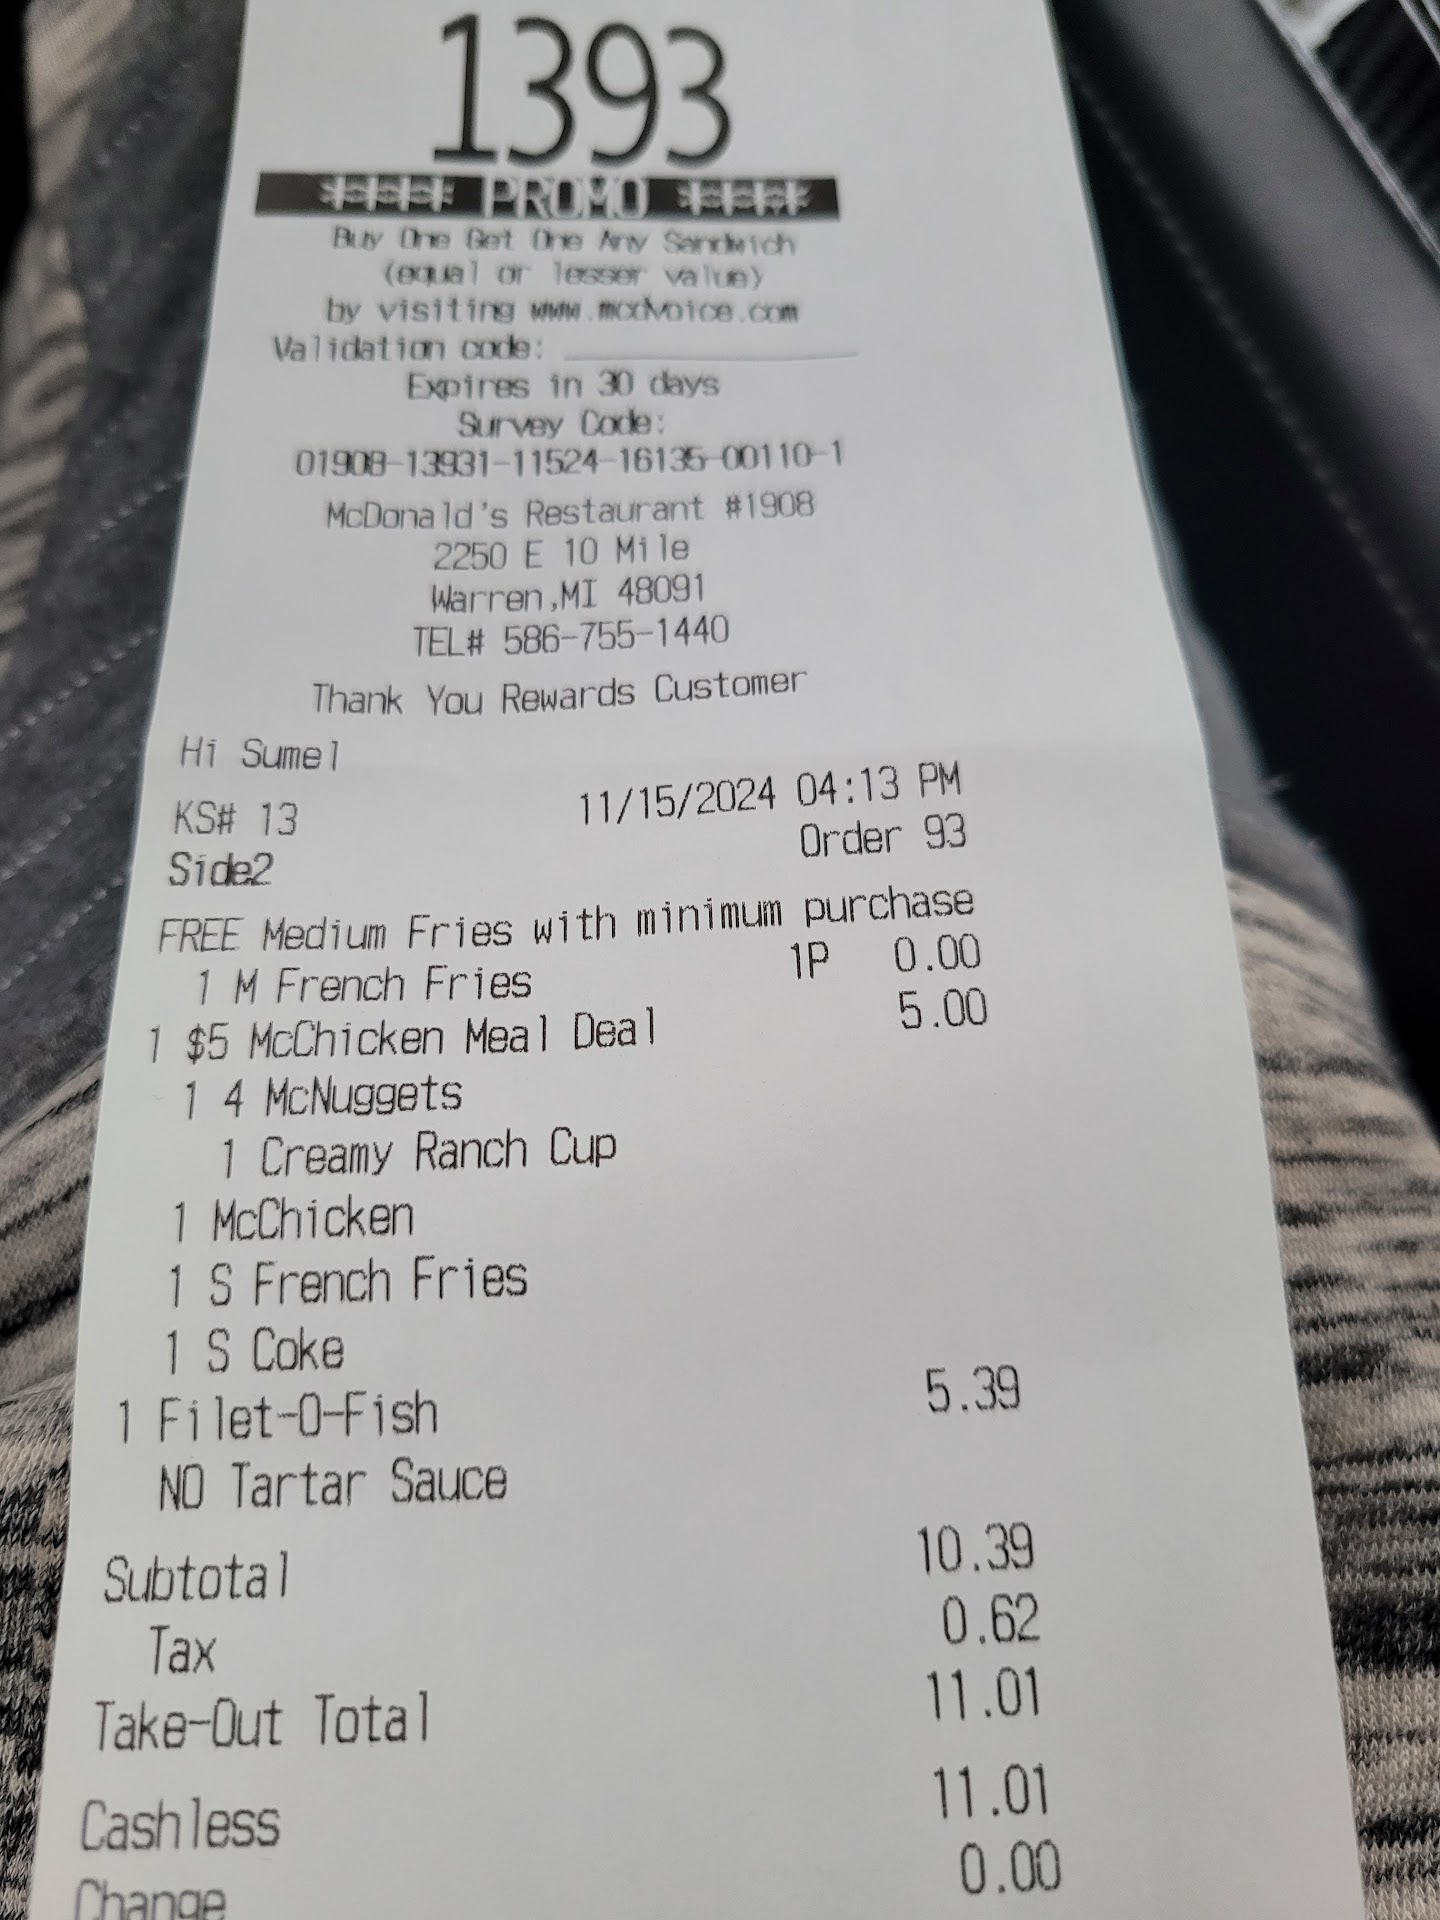 1393
**** PROMO ****
Buy One Get One Any Sandwich
(equal or lesser value)
by visiting www.mcdvoice.com
Validation code: ____________
Expires in 30 days
Survey Code:
01908-13931-11524-16135-00110-1
McDonald's Restaurant #1908
2250 E 10 Mile
Warren,MI 48091
TEL# 586-755-1440
Thank You Rewards Customer
Hi Sumel
KS# 13 11/15/2024 04:13 PM
Side2 Order 93
FREE Medium Fries with minimum purchase
1 M French Fries 1P 0.00
1 $5 McChicken Meal Deal 5.00
1 4 McNuggets
1 Creamy Ranch Cup
1 McChicken
1 S French Fries
1 S Coke
1 Filet-O-Fish 5.39
NO Tartar Sauce
Subtotal 10.39
Tax 0.62
Take-Out Total 11.01
Cashless 11.01
Change 0.00